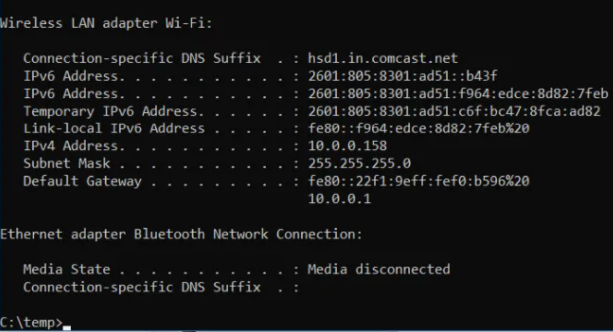 Wireless LAN adapter Wi-Fi:
Connection-specific DNS Suffix  . : hsd1.in.comcast.net
IPv6 Address. . . . . . . . . . . : 2601:805:8301:ad51::b43f
IPv6 Address. . . . . . . . . . . : 2601:805:8301:ad51:f964:edce:8d82:7feb
Temporary IPv6 Address. . . . . . : 2601:805:8301:ad51:c6f:bc47:8fca:ad82
Link-local IPv6 Address . . . . . : fe80::f964:edce:8d82:7feb%20
IPv4 Address. . . . . . . . . . . : 10.0.0.158
Subnet Mask . . . . . . . . . . . : 255.255.255.0
Default Gateway . . . . . . . . . : fe80::22f1:9eff:fef0:b596%20
10.0.0.1
Ethernet adapter Bluetooth Network Connection:
Media State . . . . . . . . . . . : Media disconnected
Connection-specific DNS Suffix  . :
C:\temp>